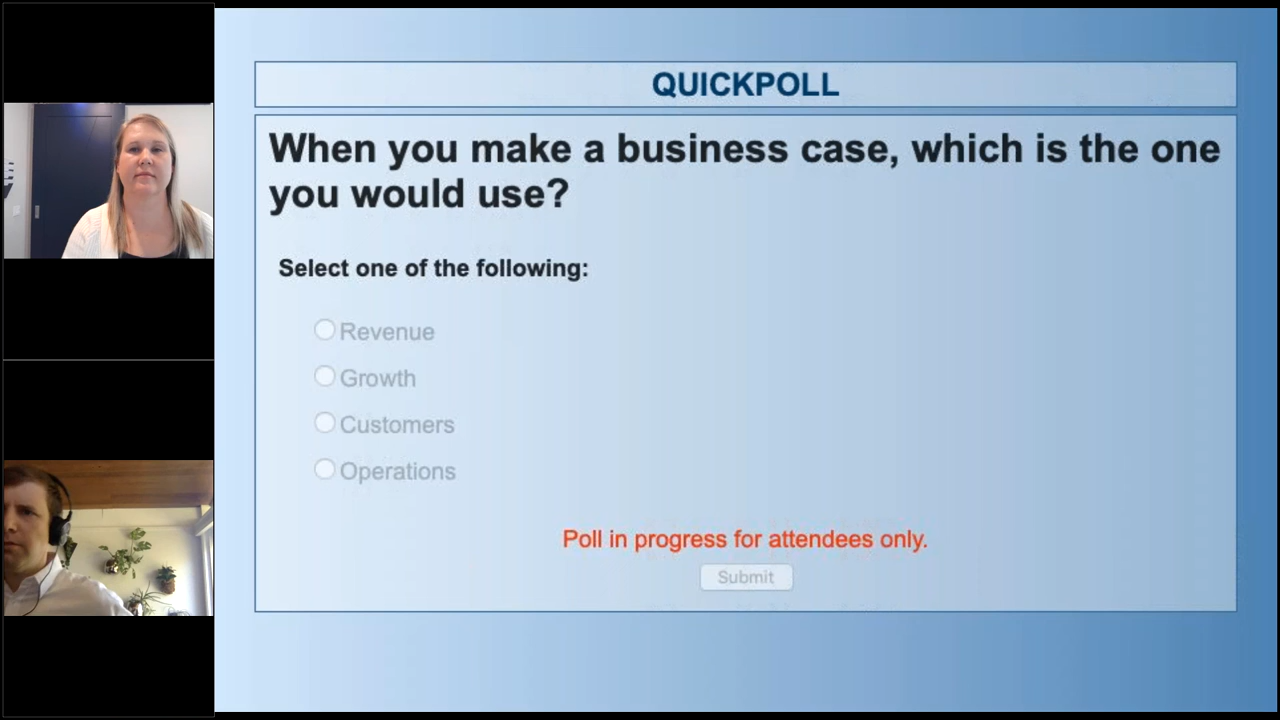 QUICKPOLL
When you make a business case, which is the one
you would use?
Select one of the following:
Revenue
Growth
Customers
Operations
Poll in progress for attendees only.
Submit